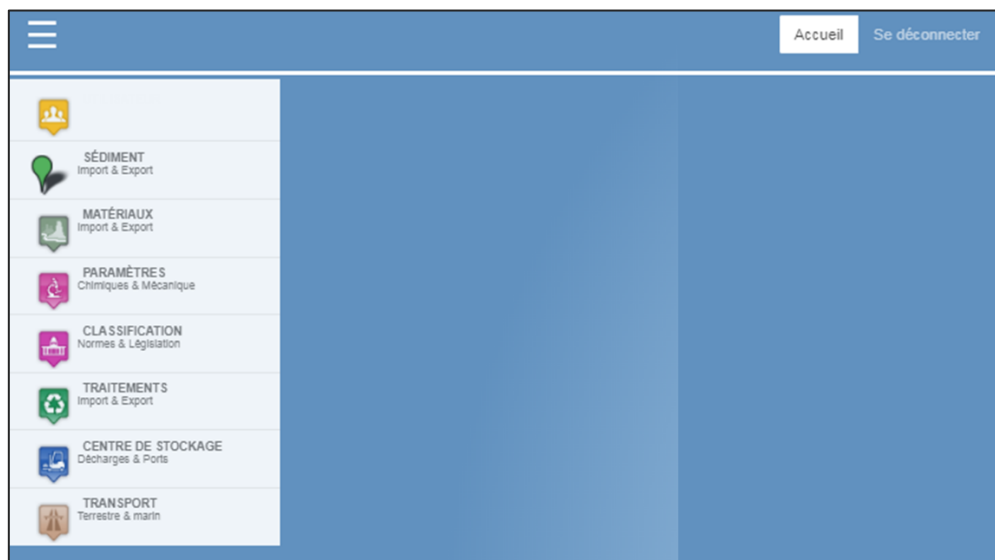 Accueil Se déconnecter
SÉDIMENT
Import & Export
MATÉRIAUX
Import & Export
PARAMÈTRES
Chimiques & Mécanique
CLASSIFICATION
Normes & Législation
TRAITEMENTS
Import & Export
CENTRE DE STOCKAGE
Décharges & Ports
TRANSPORT
Terrestre & marin